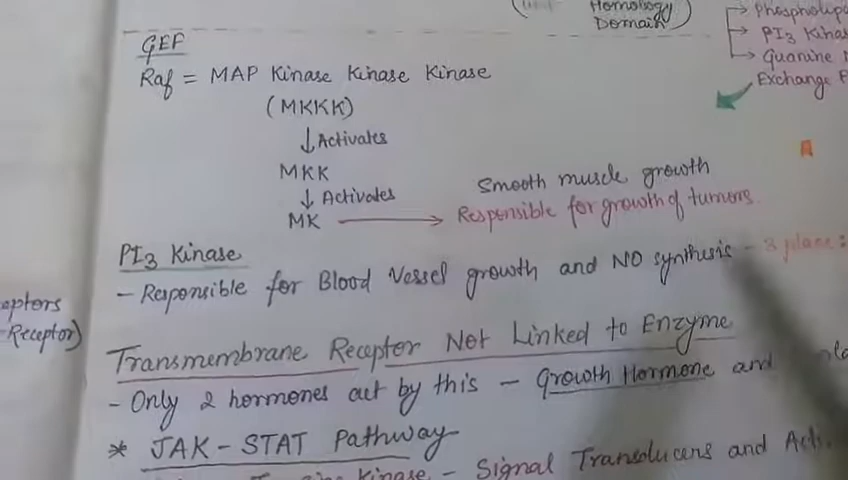 Homology
Domain)
Phospholip
PI3 Kinas
Guanine
Exchange F
GEF
Raf = MAP Kinase Kinase Kinase
(MKKK)
↓Activates
MKK
↓ Activates
MK → Smooth muscle growth
Responsible for growth of tumors.
PI3 Kinase
- Responsible for Blood Vessel growth and NO synthesis - 3 place:
eptors
Receptor)
Transmembrane Receptor Not Linked to Enzyme
- Only 2 hormones act by this - Growth Hormone and
* JAK - STAT Pathway
Kinase - Signal Transducers and Acti